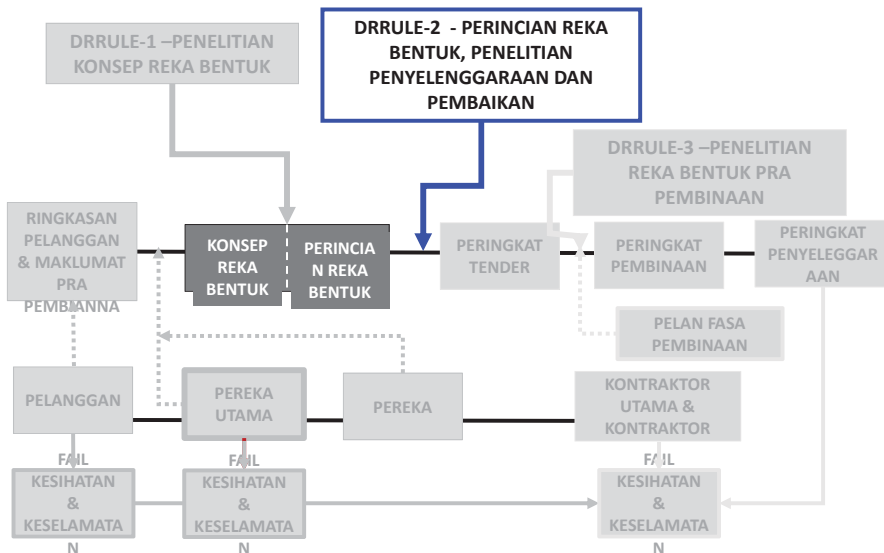 DRRULE-1 –PENELITIAN
KONSEP REKA BENTUK
DRRULE-2 - PERINCIAN REKA
BENTUK, PENELITIAN
PENYELENGGARAAN DAN
PEMBAIKAN
DRRULE-3 –PENELITIAN
REKA BENTUK PRA
PEMBINAAN
RINGKASAN
PELANGGAN
& MAKLUMAT
PRA
PEMBIANNA
KONSEP
REKA
BENTUK
PERINCIA
N REKA
BENTUK
PERINGKAT
TENDER
PERINGKAT
PEMBINAAN
PERINGKAT
PENYELEGGAR
AAN
PELAN FASA
PEMBINAAN
PELANGGAN
PEREKA
UTAMA
PEREKA
KONTRAKTOR
UTAMA &
KONTRAKTOR
FAIL
KESIHATAN
&
KESELAMATA
N
FAIL
KESIHATAN
&
KESELAMATA
N
FAIL
KESIHATAN
&
KESELAMATA
N